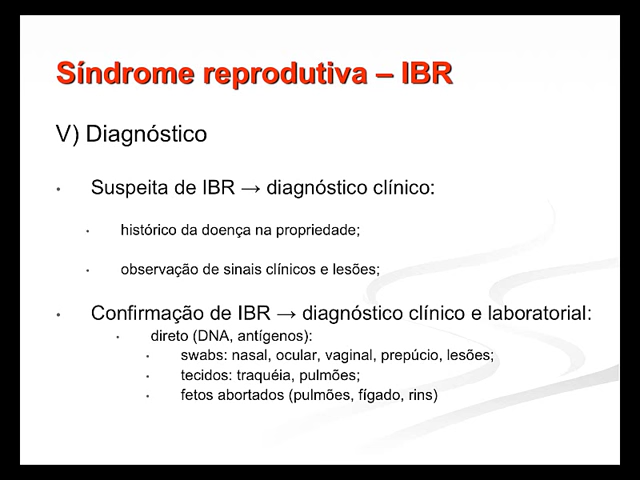 Síndrome reprodutiva – IBR
V) Diagnóstico
• Suspeita de IBR → diagnóstico clínico:
• histórico da doença na propriedade;
• observação de sinais clínicos e lesões;
• Confirmação de IBR → diagnóstico clínico e laboratorial:
• direto (DNA, antígenos):
• swabs: nasal, ocular, vaginal, prepúcio, lesões;
• tecidos: traquéia, pulmões;
• fetos abortados (pulmões, fígado, rins)